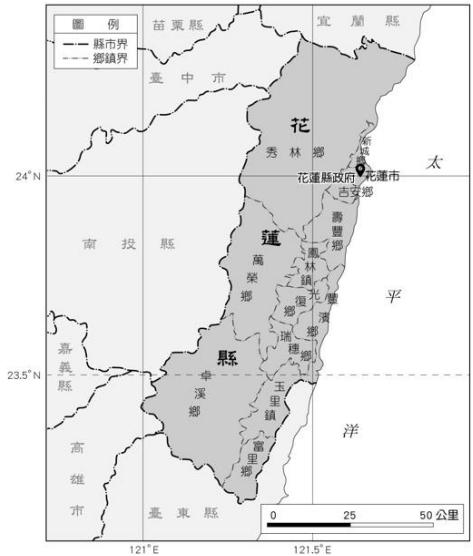 圖例
縣市界
鄉鎮界
苗栗縣
宜蘭縣
臺中市
花蓮縣
秀林鄉
新城鄉
太平洋
24°N
花蓮縣政府
花蓮市
吉安鄉
壽豐鄉
南投縣
萬榮鄉
鳳林鎮
光復鄉
豐濱鄉
瑞穗鄉
嘉義縣
23.5°N
卓溪鄉
玉里鎮
富里鄉
高雄市
臺東縣
0 25 50 公里
121°E
121.5°E